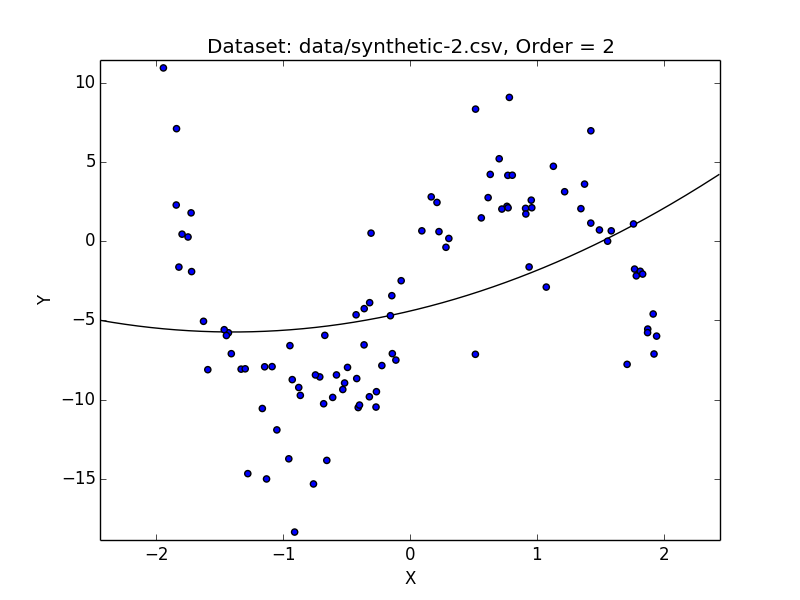 Dataset: data/synthetic-2.csv, Order = 2
10
5
0
−5
−10
−15
Y
−2 −1 0 1 2
X